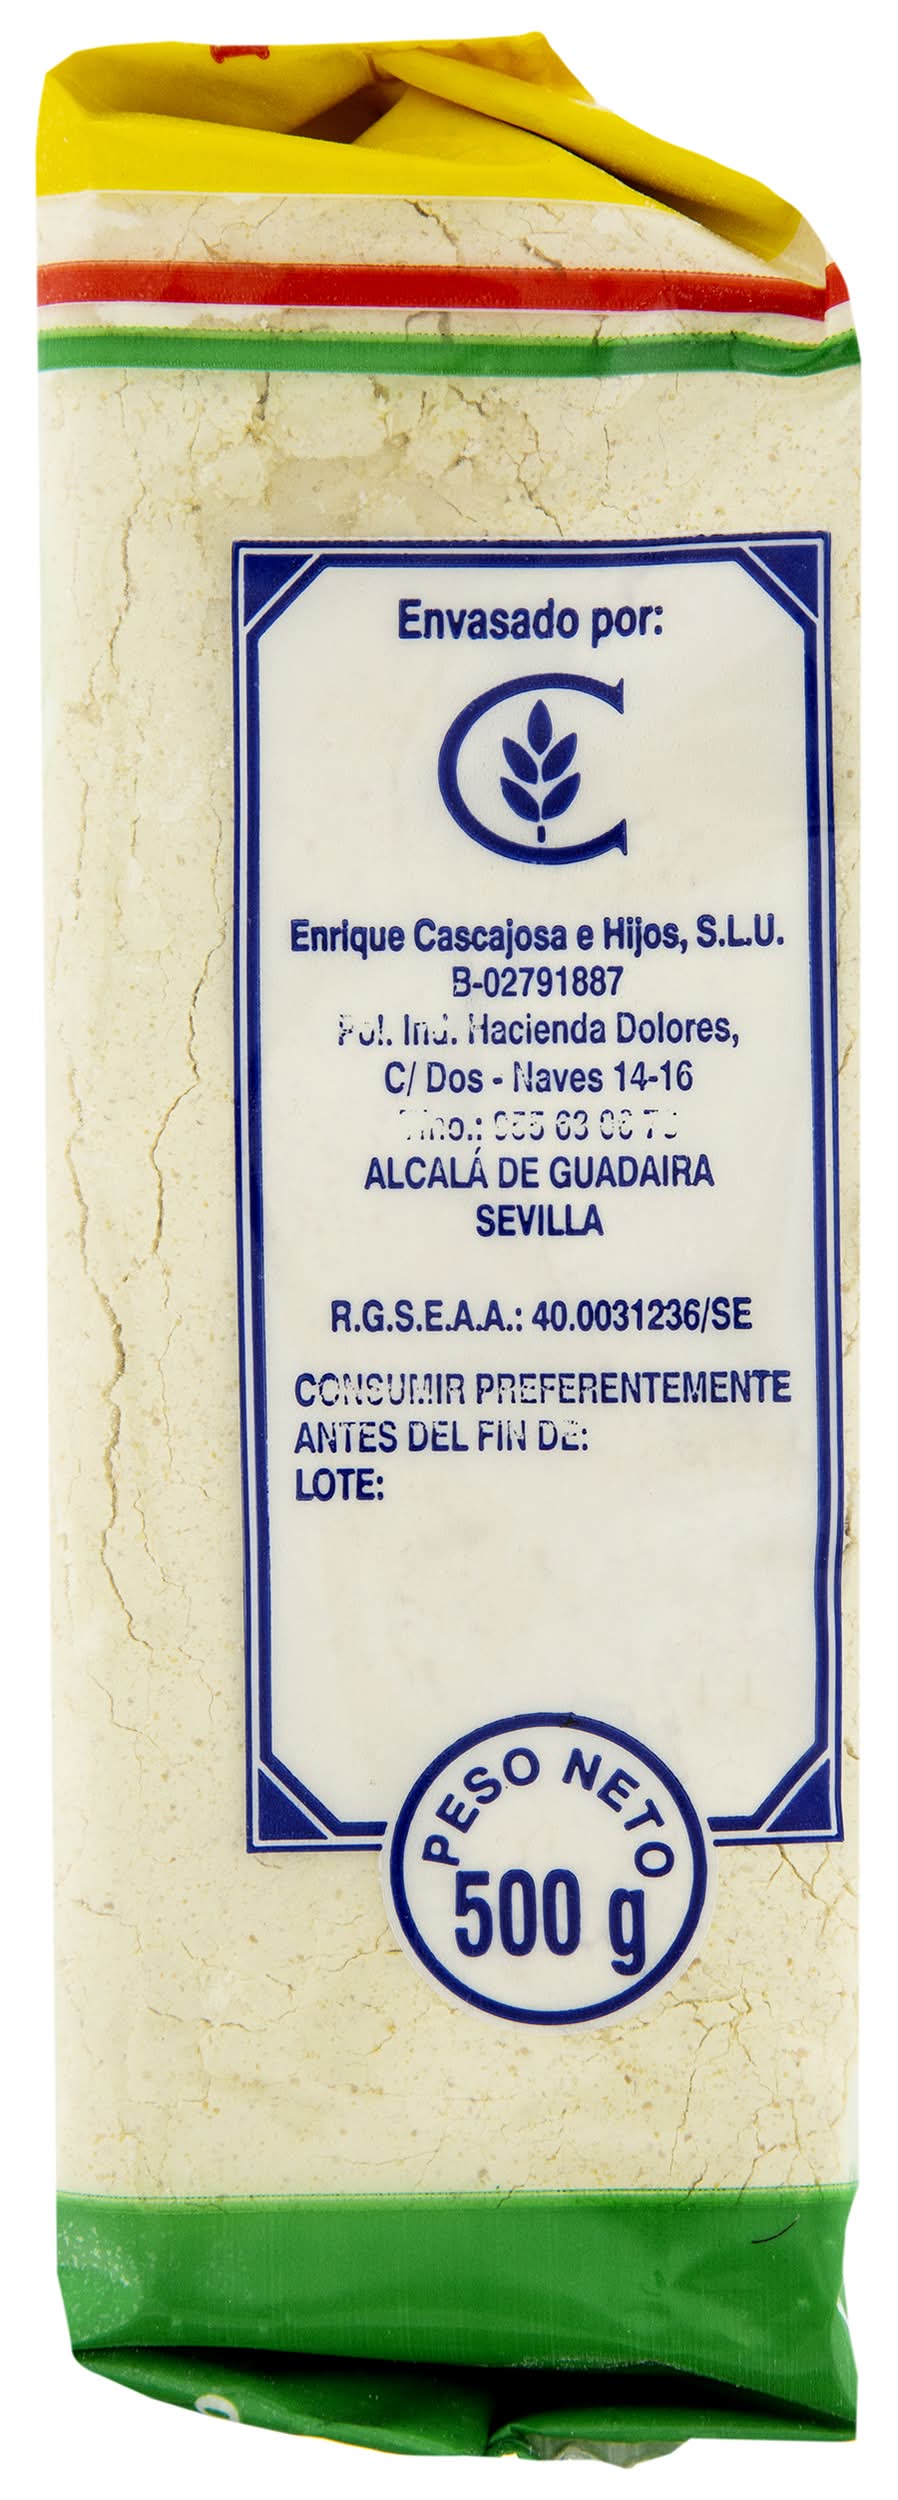 Envasado por:
Enrique Cascajosa e Hijos, S.L.U.
B-02791887
Pol. Ind. Hacienda Dolores,
C/ Dos - Naves 14-16
ALCALÁ DE GUADAIRA
SEVILLA
R.G.S.E.A.A.: 40.0031236/SE
CONSUMIR PREFERENTEMENTE
ANTES DEL FIN DE:
LOTE:
PESO NETO
500 g